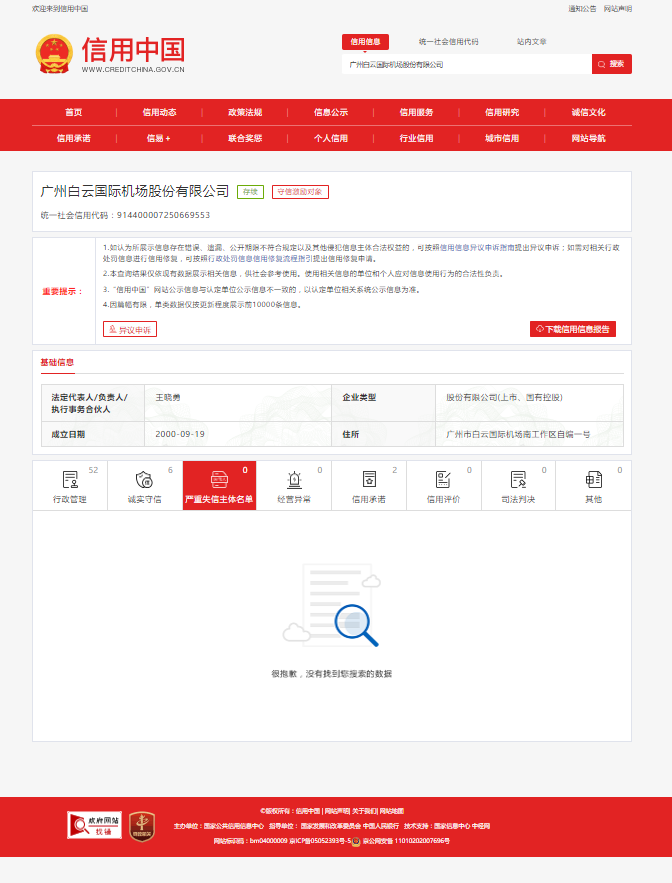 欢迎来到信用中国
通知公告 网站声明
信用中国
WWW.CREDITCHINA.GOV.CN
信用信息 统一社会信用代码 站内文章
广州白云国际机场股份有限公司 搜索
首页 信用动态 政策法规 信息公示 信用服务 信用研究 诚信文化
信用承诺 信易+ 联合奖惩 个人信用 行业信用 城市信用 网站导航
广州白云国际机场股份有限公司 存续 守信激励对象
统一社会信用代码：914400007250669553
重要提示：
1.如认为所展示信息存在错误、遗漏、公开期限不符合规定以及其他侵犯信息主体合法权益的，可按照信用信息异议申诉指南提出异议申诉；如需对相关行政
处罚信息进行信用修复，可按照行政处罚信息信用修复流程指引提出信用修复申请。
2.本查询结果仅依现有数据展示相关信息，供社会参考使用。使用相关信息的单位和个人应对信息使用行为的合法性负责。
3.“信用中国”网站公示信息与认定单位公示信息不一致的，以认定单位相关系统公示信息为准。
4.因篇幅有限，单类数据仅按更新程度展示前10000条信息。
异议申诉 下载信用信息报告
基础信息
法定代表人/负责人/
执行事务合伙人
王晓勇
企业类型
股份有限公司(上市、国有控股)
成立日期 2000-09-19 住所 广州市白云国际机场南工作区自编一号
52 6 0 0 2 0 0 0
行政管理 诚实守信 严重失信主体名单 经营异常 信用承诺 信用评价 司法判决 其他
很抱歉，没有找到您搜索的数据
政府网站
找错
©版权所有：信用中国 | 网站声明| 关于我们| 网站地图
主办单位：国家公共信用信息中心 指导单位： 国家发展和改革委员会 中国人民银行 技术支持：国家信息中心 中经网
网站标识码：bm04000009 京ICP备05052393号-5 京公网安备 11010202007696号